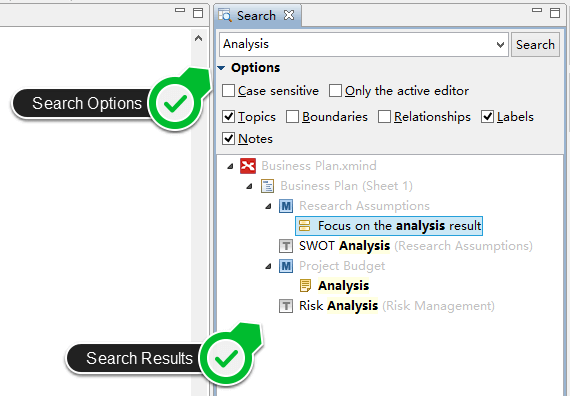 Search
Analysis
Search
Options
Case sensitive Only the active editor
Search Options
Topics Boundaries Relationships Labels
Notes
Business Plan.xmind
Business Plan (Sheet 1)
M Research Assumptions
Focus on the analysis result
T SWOT Analysis (Research Assumptions)
M Project Budget
Analysis
T Risk Analysis (Risk Management)
Search Results